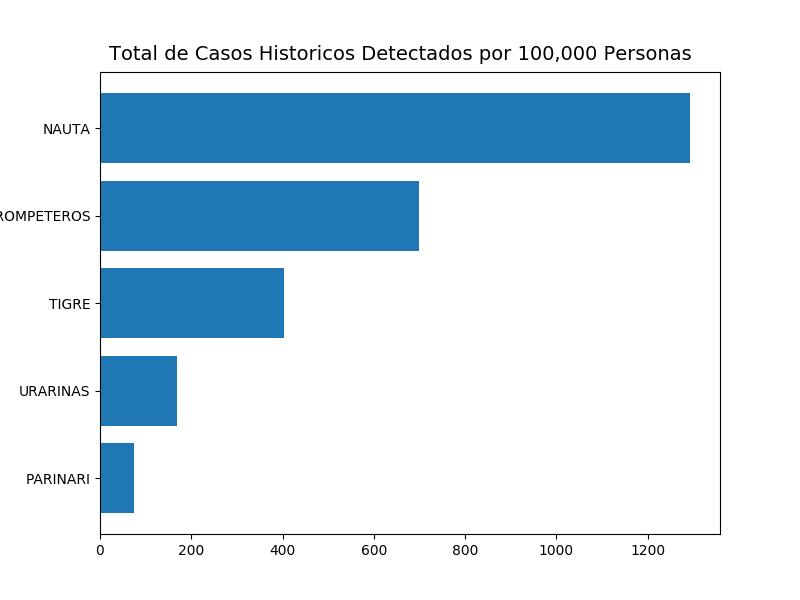 Total de Casos Historicos Detectados por 100,000 Personas
NAUTA
ROMPETEROS
TIGRE
URARINAS
PARINARI
0 200 400 600 800 1000 1200